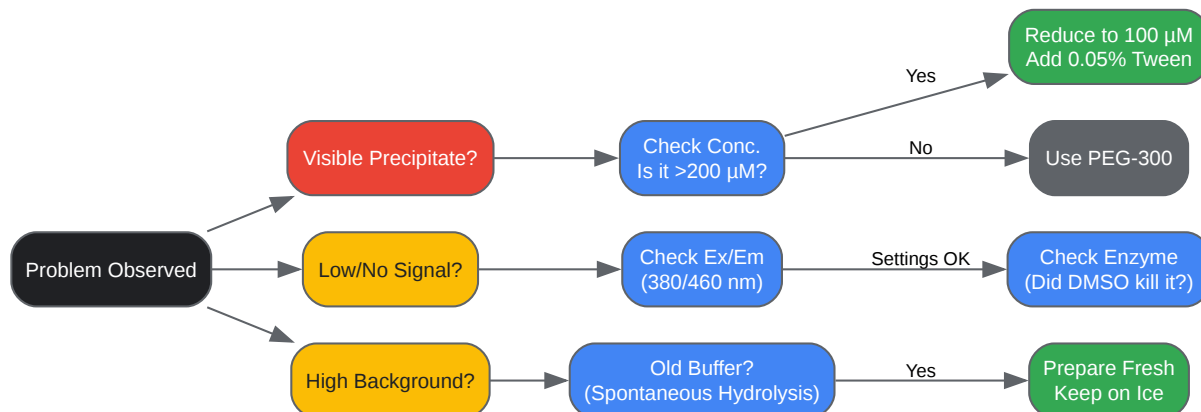 Problem Observed
Visible Precipitate?
Check Conc.
Is it >200 µM?
Yes
Reduce to 100 µM
Add 0.05% Tween
No
Use PEG-300
Low/No Signal?
Check Ex/Em
(380/460 nm)
Settings OK
Check Enzyme
(Did DMSO kill it?)
High Background?
Old Buffer?
(Spontaneous Hydrolysis)
Yes
Prepare Fresh
Keep on Ice